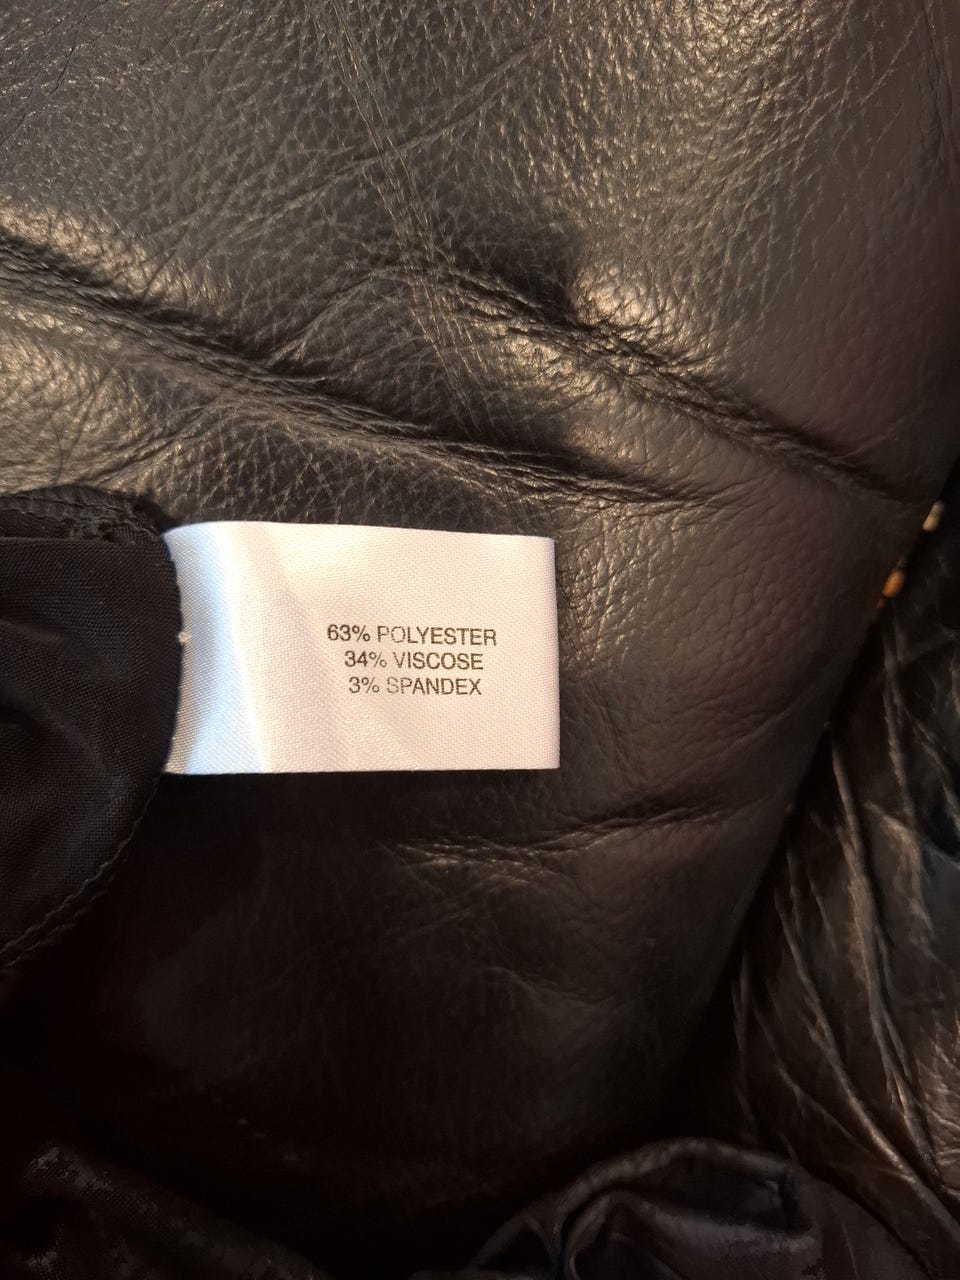 63% POLYESTER
34% VISCOSE
3% SPANDEX